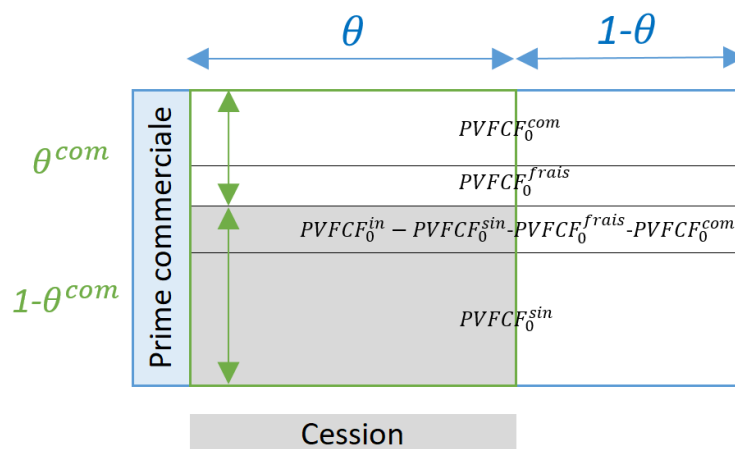 θ 1-θ
θ^com
1-θ^com
Prime commerciale
PVFCF_0^com
PVFCF_0^frais
PVFCF_0^in − PVFCF_0^sin-PVFCF_0^frais-PVFCF_0^com
PVFCF_0^sin
Cession